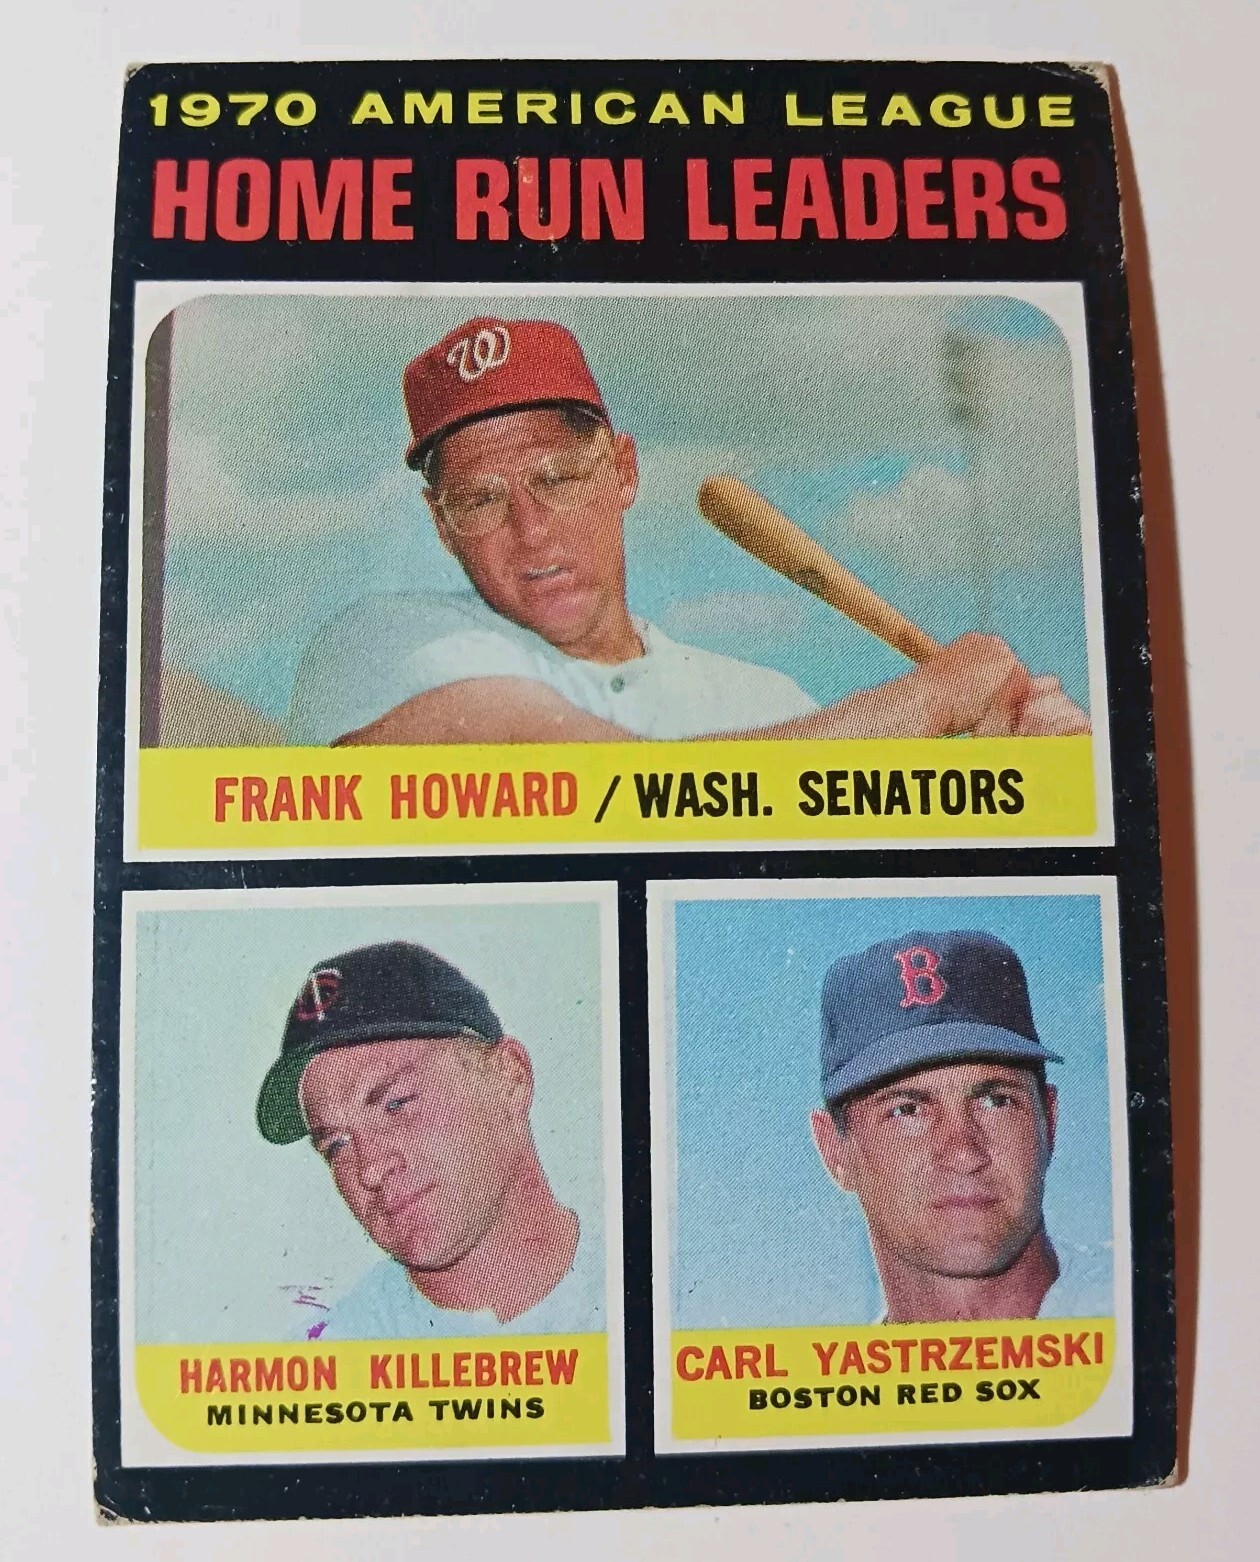 1970 AMERICAN LEAGUE
HOME RUN LEADERS
W
FRANK HOWARD / WASH. SENATORS
TC
B
HARMON KILLEBREW
MINNESOTA TWINS
CARL YASTRZEMSKI
BOSTON RED SOX